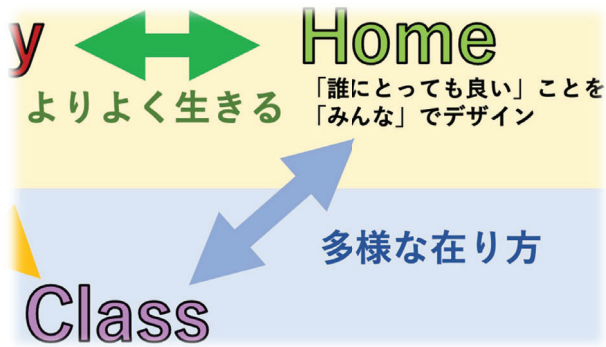 y
Home
よりよく生きる
「誰にとっても良い」ことを
「みんな」でデザイン
多様な在り方
Class